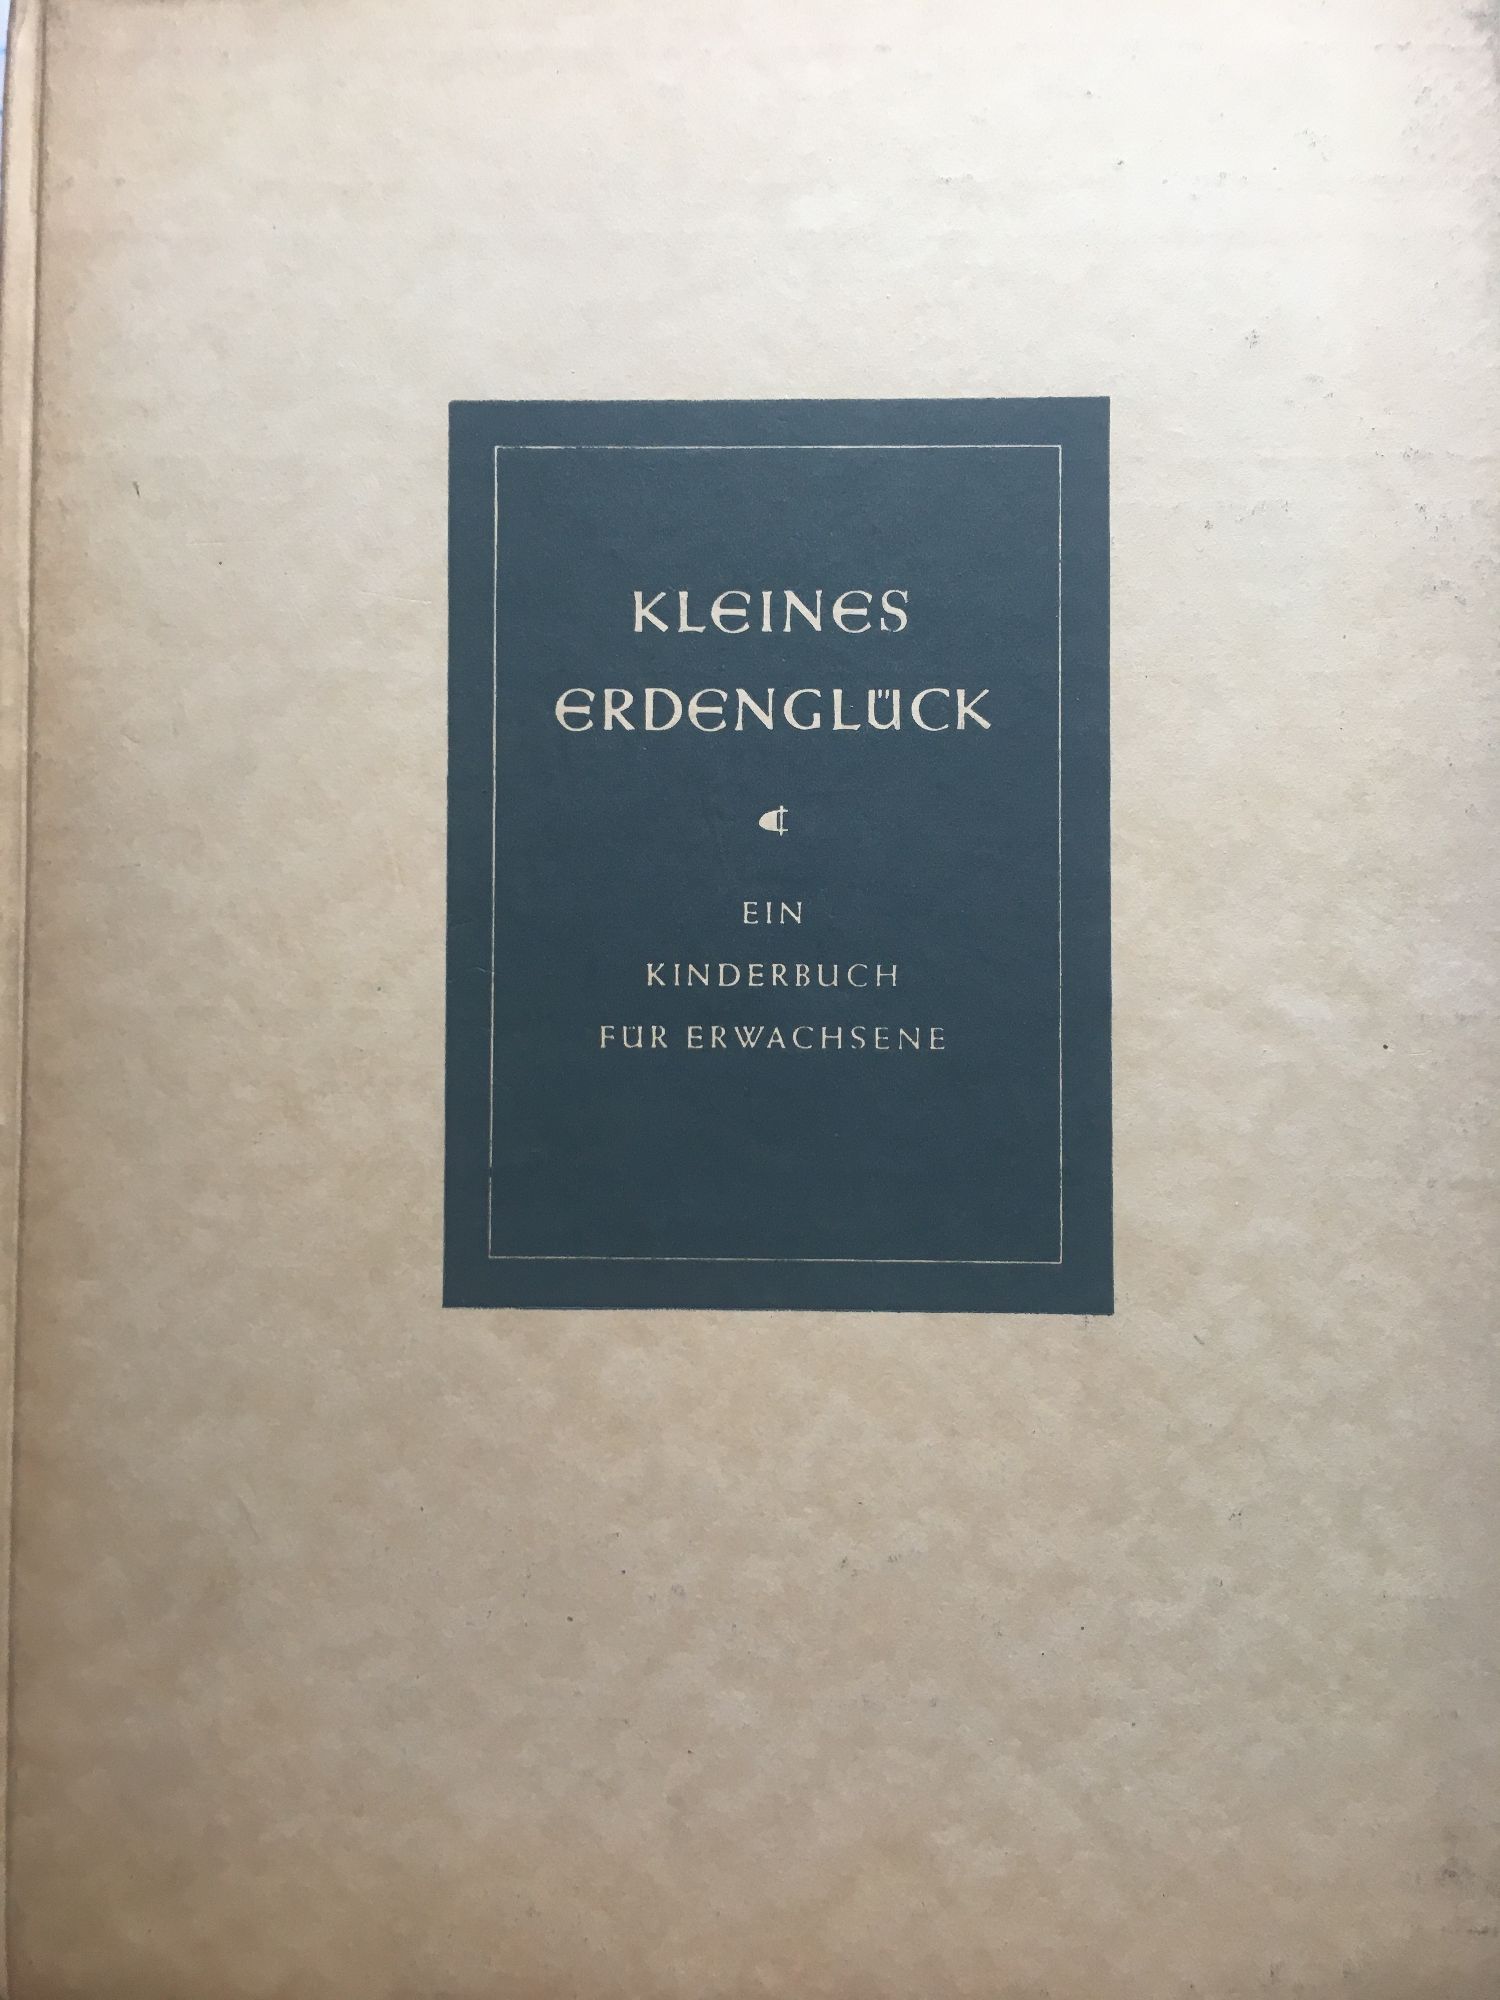 KLEINES
ERDENGLÜCK
EIN
KINDERBUCH
FÜR ERWACHSENE